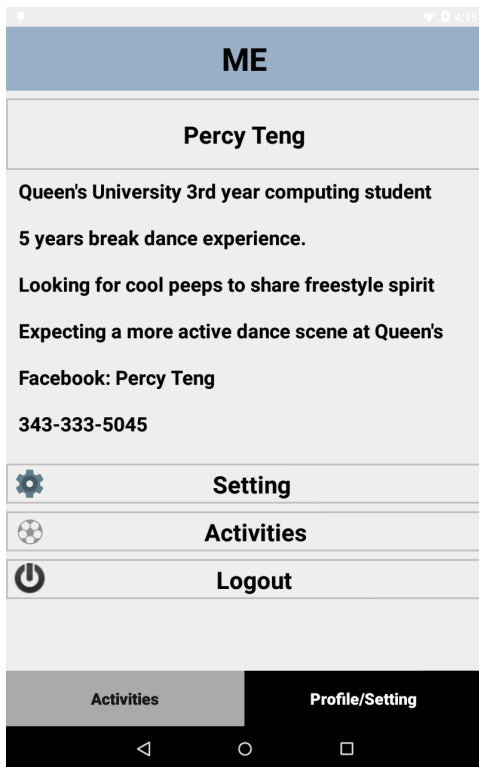 4:15
ME
Percy Teng
Queen's University 3rd year computing student
5 years break dance experience.
Looking for cool peeps to share freestyle spirit
Expecting a more active dance scene at Queen's
Facebook: Percy Teng
343-333-5045
Setting
Activities
Logout
Activities
Profile/Setting